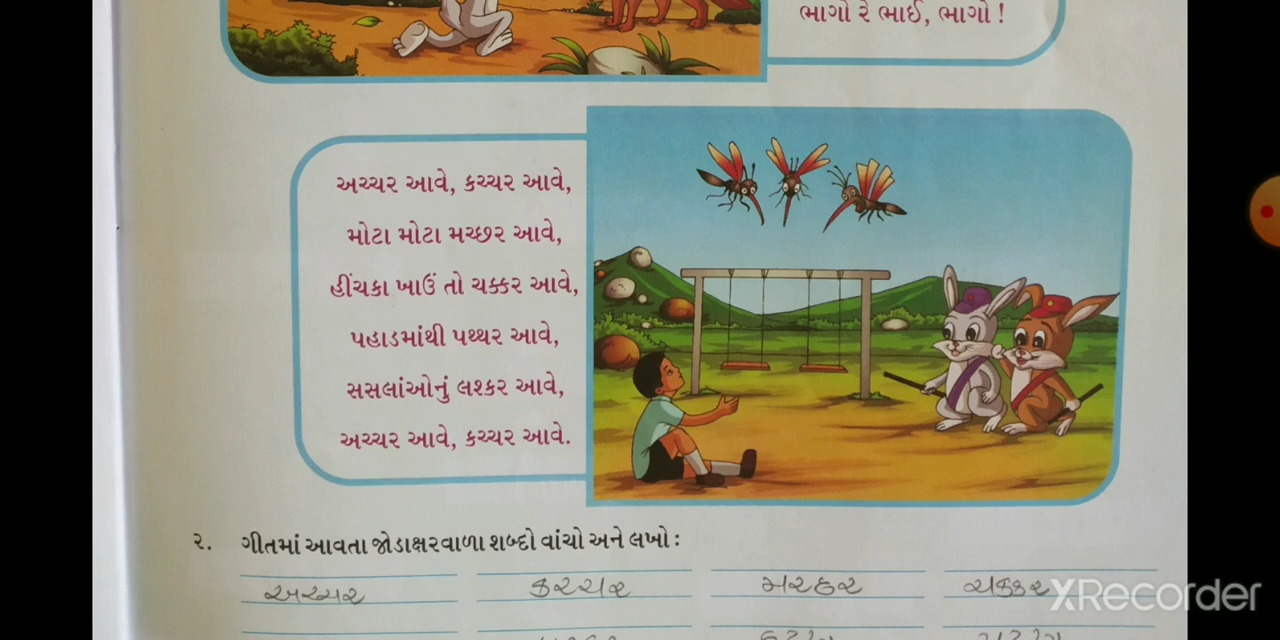 ભાગો રે ભાઈ, ભાગો !
અચ્ચર આવે, કચ્ચર આવે,
મોટા મોટા મચ્છર આવે,
હીંચકા ખાઉં તો ચક્કર આવે,
પહાડમાંથી પથ્થર આવે,
સસલાંઓનું લશ્કર આવે,
અચ્ચર આવે, કચ્ચર આવે.
૨. ગીતમાં આવતા જોડાક્ષરવાળા શબ્દો વાંચો અને લખો :
અચ્ચર કચ્ચર મચ્છર ચક્કર
XRecorder